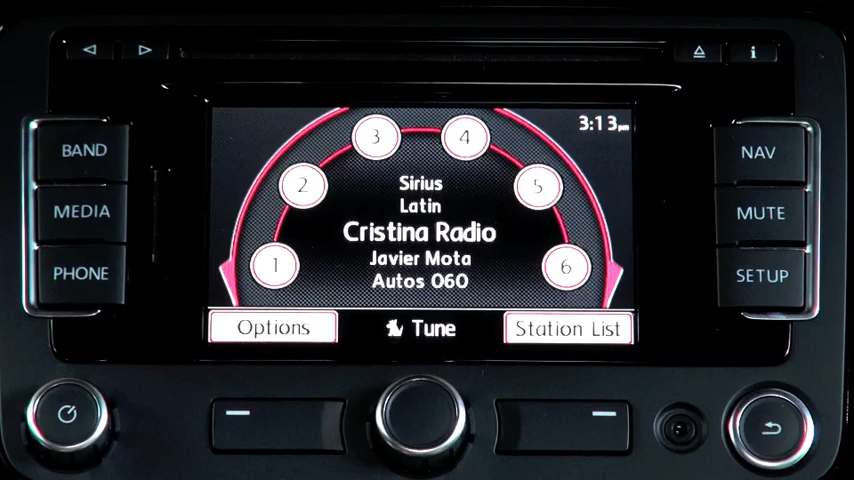 i
BAND
MEDIA
PHONE
3:13pm
3
4
2
5
1
6
Sirius
Latin
Cristina Radio
Javier Mota
Autos 060
Options
Tune
Station List
NAV
MUTE
SETUP